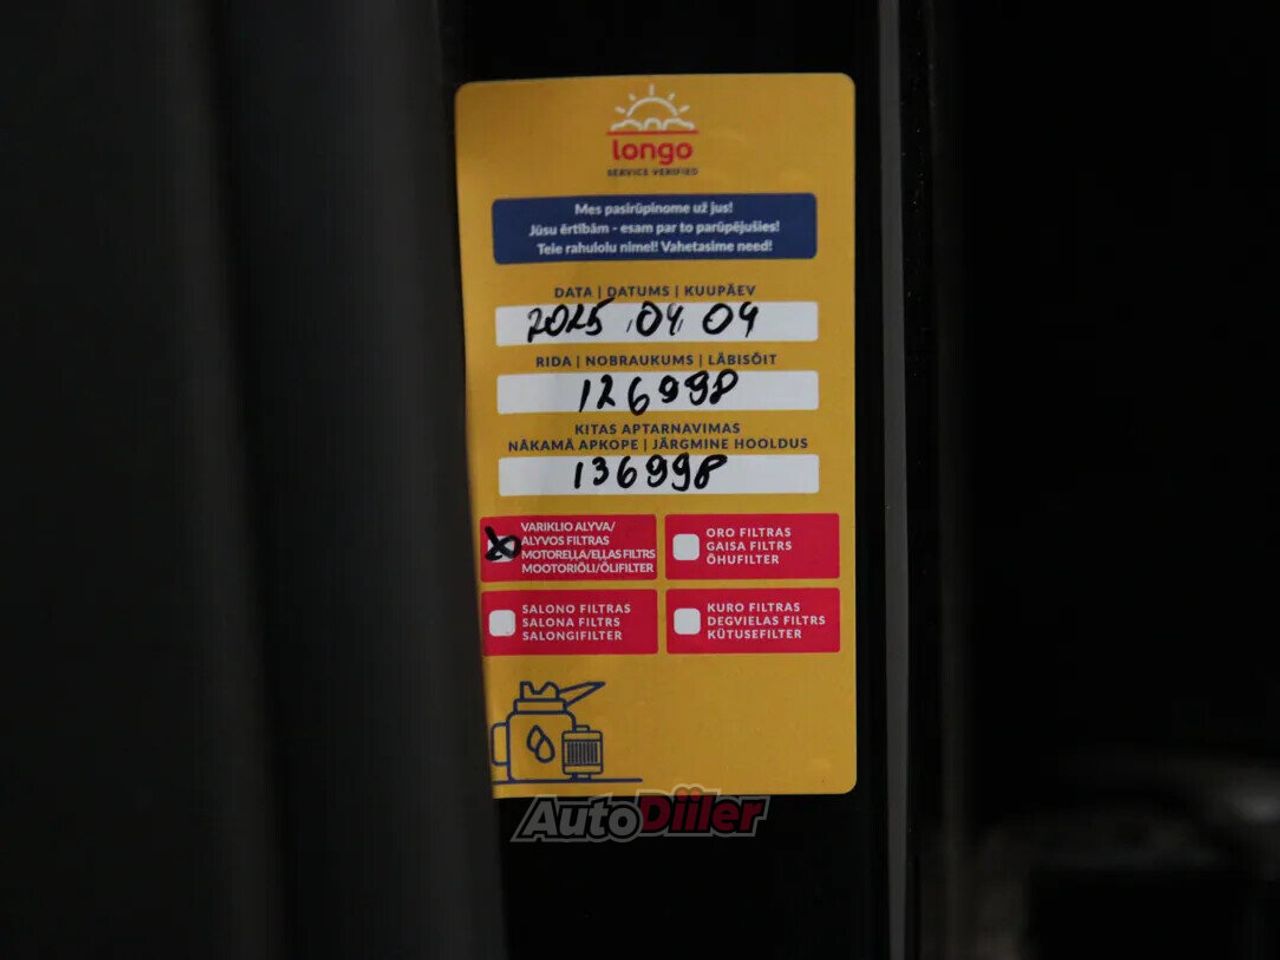 longo
SERVICE VERIFIED
Mes pasirūpinome už jus!
Jūsu ērtībām - esam par to parūpējušies!
Teie rahulolu nimel! Vahetasime need!
DATA | DATUMS | KUUPÄEV
2025.04.04
RIDA | NOBRAUKUMS | LÄBISÕIT
126998
KITAS APTARNAVIMAS
NĀKAMĀ APKOPE | JÄRGMINE HOOLDUS
136998
VARIKLIO ALYVA/
ALYVOS FILTRAS
MOTOREĻĻA/EĻĻAS FILTRS
MOOTORIÕLI/ÕLIFILTER
ORO FILTRAS
GAISA FILTRS
ÕHUFILTER
SALONO FILTRAS
SALONA FILTRS
SALONGIFILTER
KURO FILTRAS
DEGVIELAS FILTRS
KÜTUSEFILTER
AutoDiiler